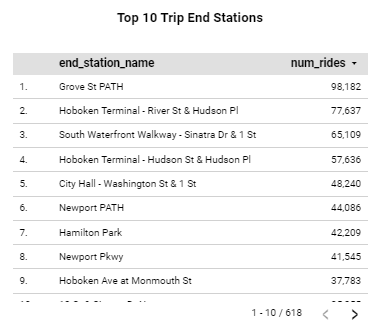 Top 10 Trip End Stations
end_station_name num_rides
1. Grove St PATH 98,182
2. Hoboken Terminal - River St & Hudson Pl 77,637
3. South Waterfront Walkway - Sinatra Dr & 1 St 65,109
4. Hoboken Terminal - Hudson St & Hudson Pl 57,636
5. City Hall - Washington St & 1 St 48,240
6. Newport PATH 44,086
7. Hamilton Park 42,209
8. Newport Pkwy 41,545
9. Hoboken Ave at Monmouth St 37,783
1 - 10 / 618